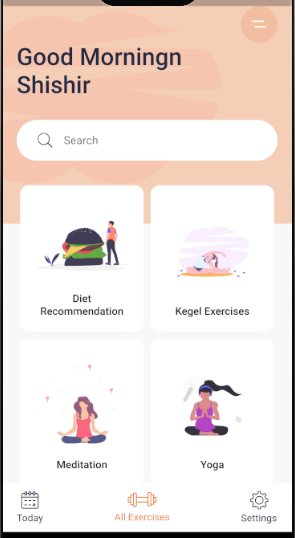 Good Morningn
Shishir
Search
Diet
Recommendation
Kegel Exercises
Meditation
Yoga
Today
All Exercises
Settings